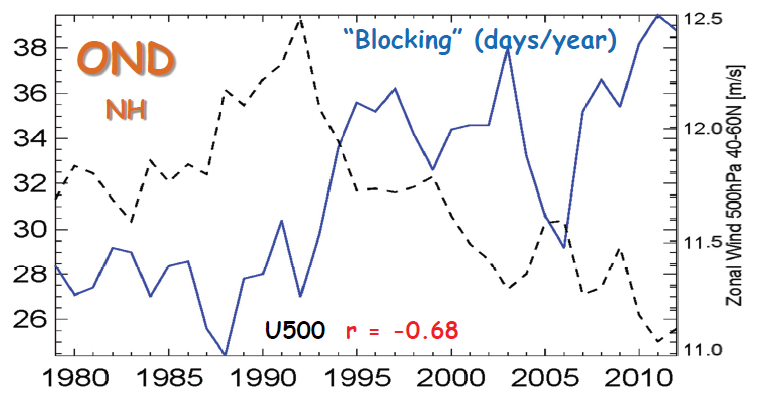 OND
NH
“Blocking” (days/year)
38
36
34
32
30
28
26
12.5
12.0
11.5
11.0
Zonal Wind 500hPa 40-60N [m/s]
U500 r = -0.68
1980 1985 1990 1995 2000 2005 2010